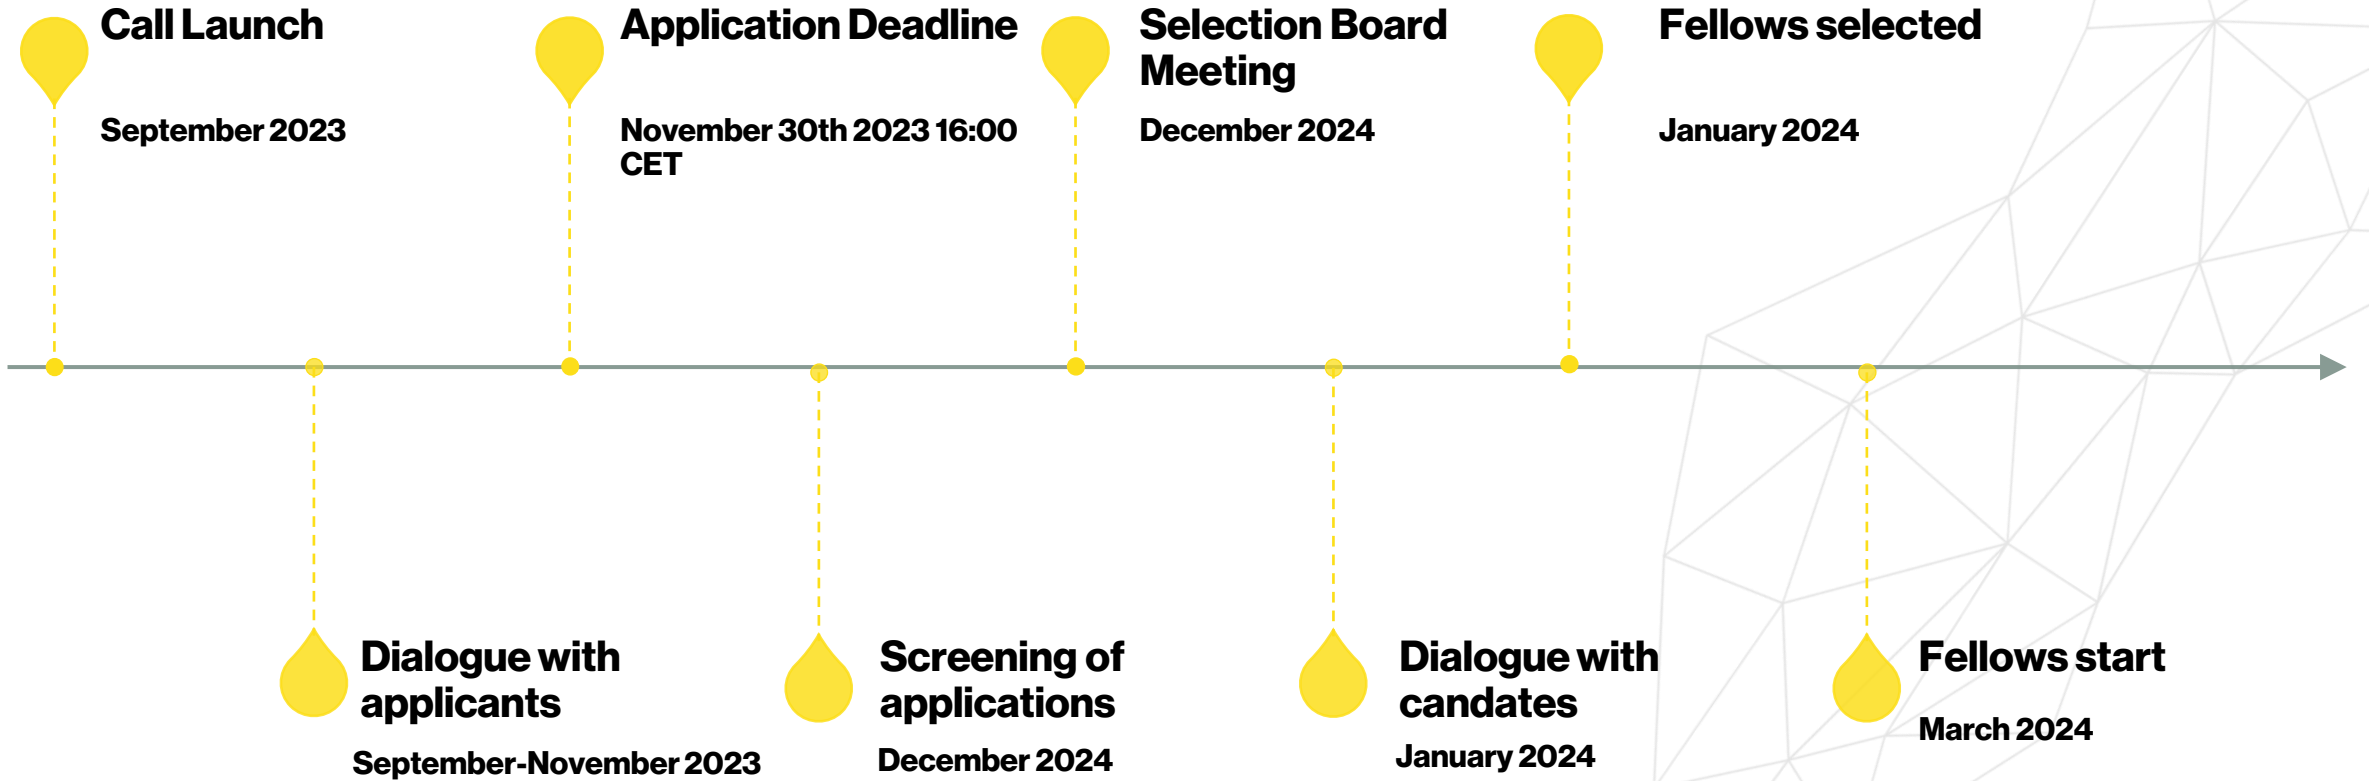 Call Launch
September 2023
Application Deadline
November 30th 2023 16:00
CET
Selection Board
Meeting
December 2024
Fellows selected
January 2024
Dialogue with
applicants
September-November 2023
Screening of
applications
December 2024
Dialogue with
candates
January 2024
Fellows start
March 2024